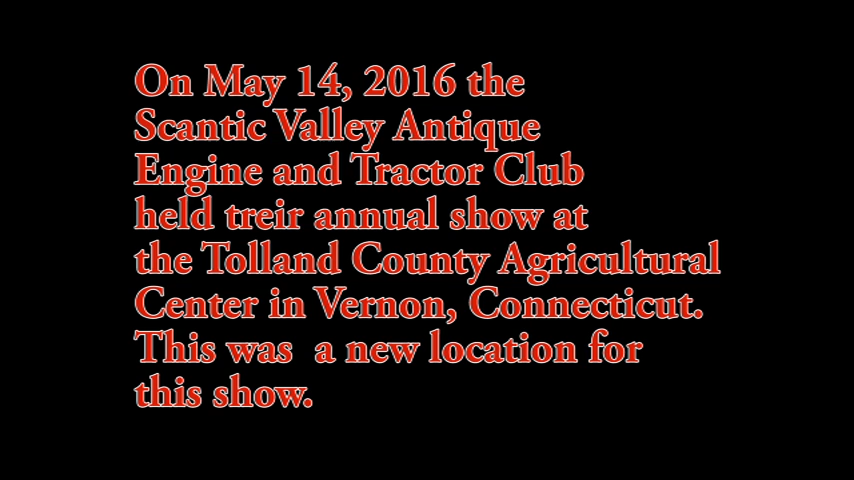 On May 14, 2016 the
Scantic Valley Antique
Engine and Tractor Club
held treir annual show at
the Tolland County Agricultural
Center in Vernon, Connecticut.
This was  a new location for
this show.